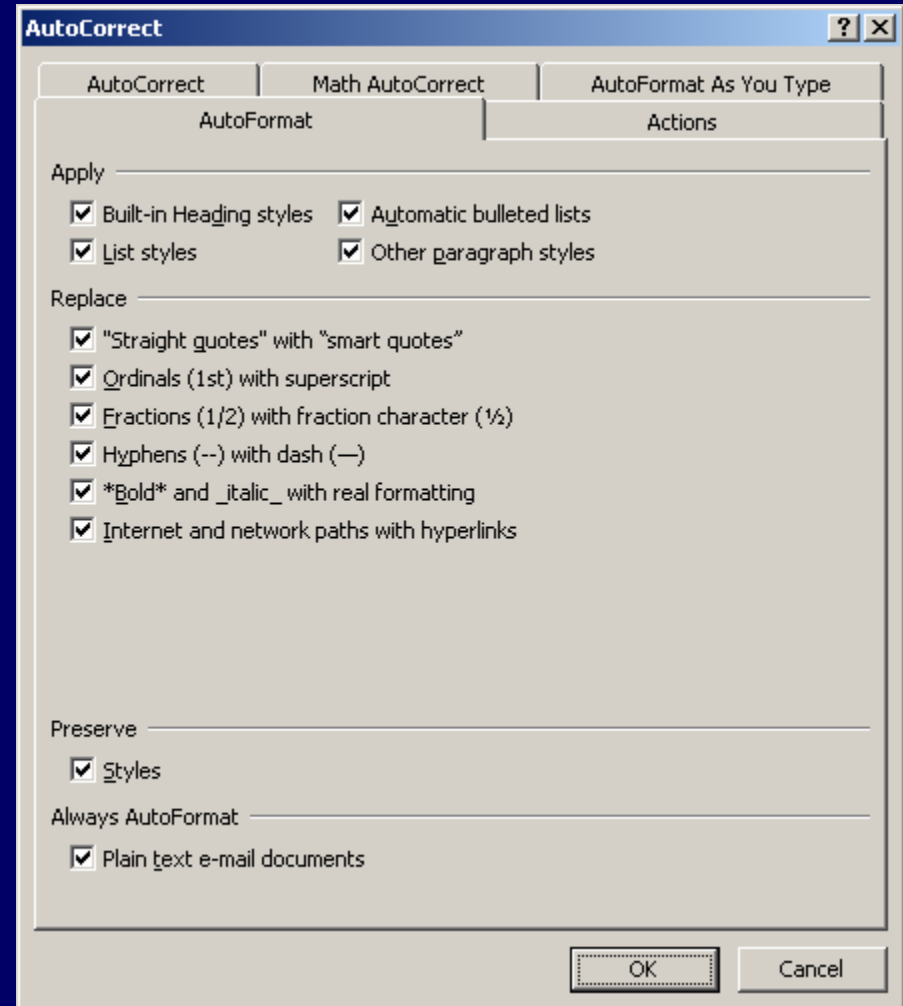 AutoCorrect
AutoCorrect Math AutoCorrect AutoFormat As You Type
AutoFormat Actions
Apply
Built-in Heading styles Automatic bulleted lists
List styles Other paragraph styles
Replace
"Straight quotes" with “smart quotes”
Ordinals (1st) with superscript
Fractions (1/2) with fraction character (½)
Hyphens (--) with dash (—)
*Bold* and _italic_ with real formatting
Internet and network paths with hyperlinks
Preserve
Styles
Always AutoFormat
Plain text e-mail documents
OK Cancel